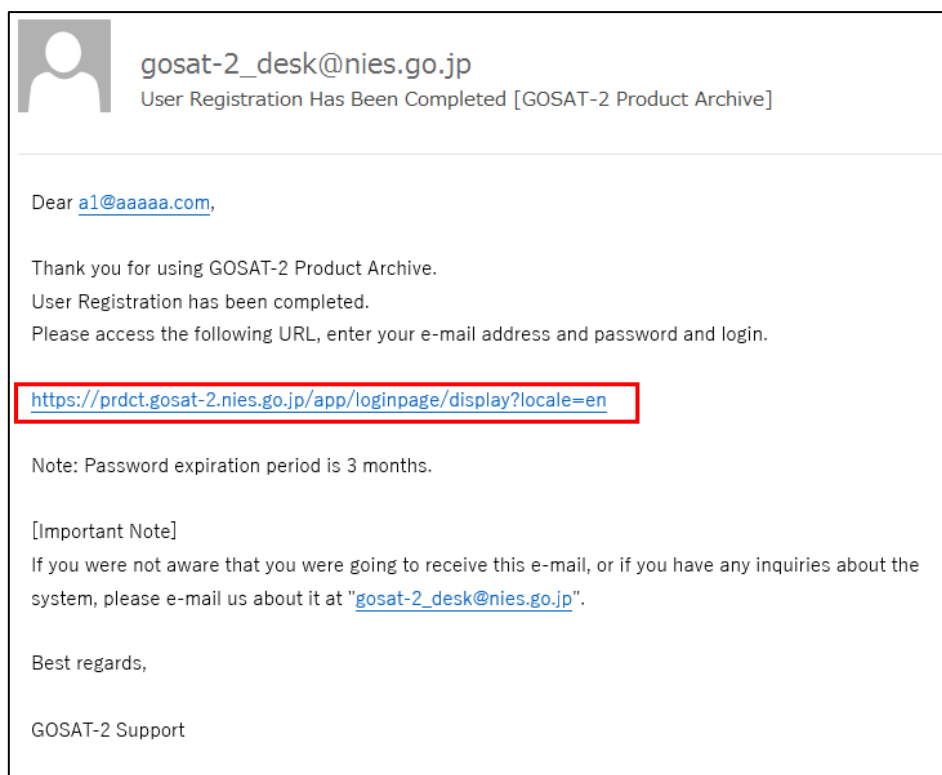 gosat-2_desk@nies.go.jp
User Registration Has Been Completed [GOSAT-2 Product Archive]
Dear a1@aaaaa.com,
Thank you for using GOSAT-2 Product Archive.
User Registration has been completed.
Please access the following URL, enter your e-mail address and password and login.
https://prdct.gosat-2.nies.go.jp/app/loginpage/display?locale=en
Note: Password expiration period is 3 months.
[Important Note]
If you were not aware that you were going to receive this e-mail, or if you have any inquiries about the
system, please e-mail us about it at "gosat-2_desk@nies.go.jp".
Best regards,
GOSAT-2 Support